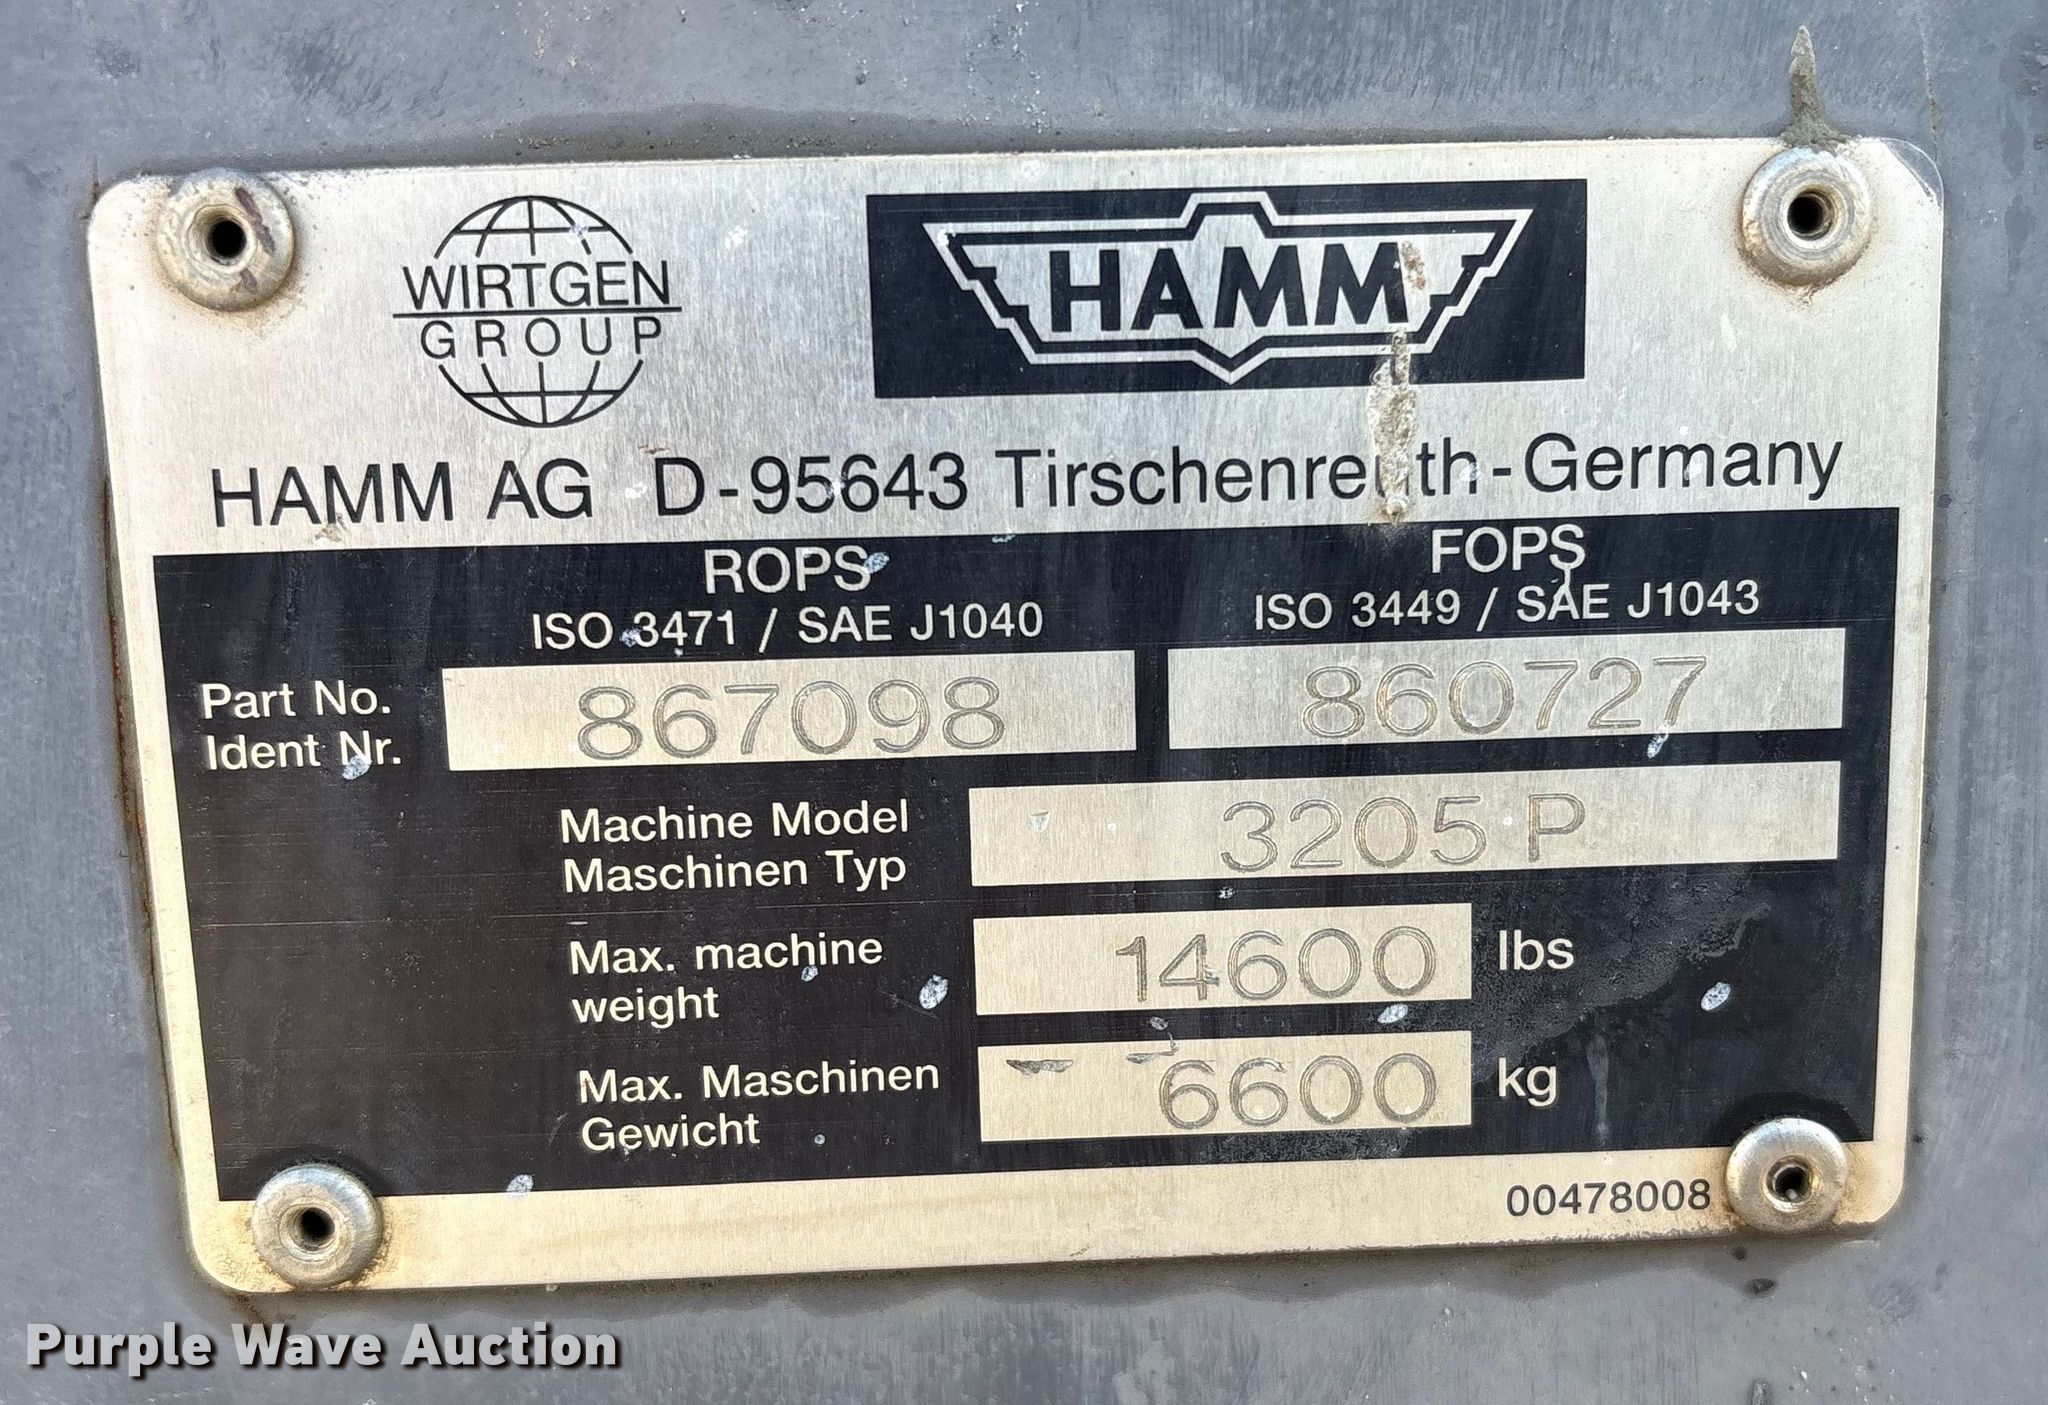 WIRTGEN
GROUP
HAMM
HAMM AG D-95643 Tirschenreuth-Germany
ROPS
ISO 3471 / SAE J1040
FOPS
ISO 3449 / SAE J1043
Part No.
Ident Nr.
867098
860727
Machine Model
Maschinen Typ
3205 P
Max. machine
weight
14600 lbs
Max. Maschinen
Gewicht
6600 kg
00478008
Purple Wave Auction